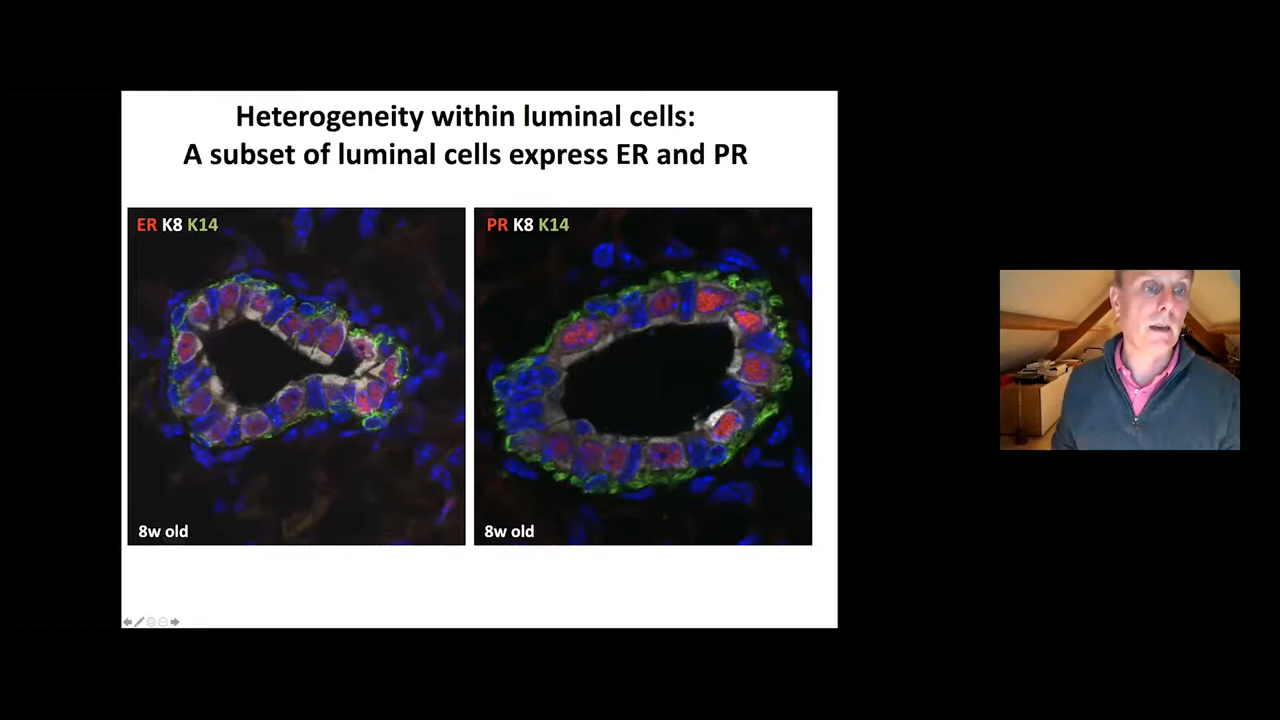 Heterogeneity within luminal cells:
A subset of luminal cells express ER and PR
ER K8 K14
PR K8 K14
8w old
8w old